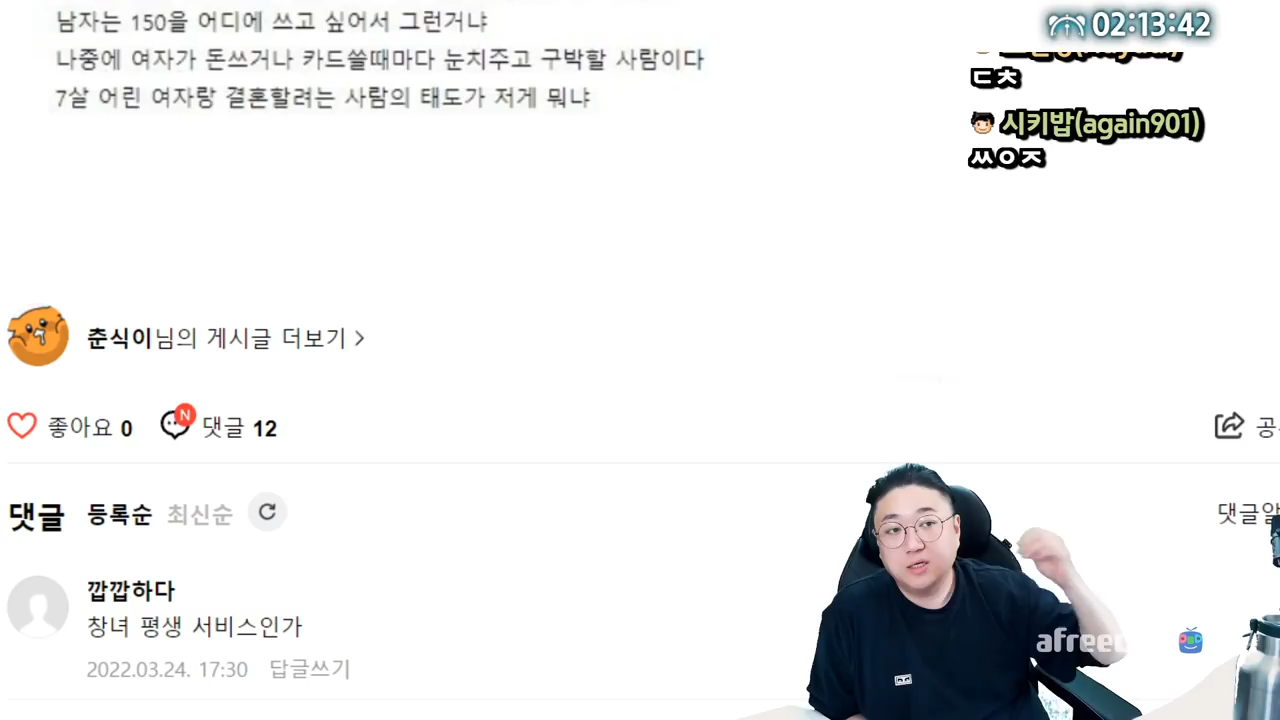 남자는 150을 어디에 쓰고 싶어서 그런거냐
나중에 여자가 돈쓰거나 카드쓸때마다 눈치주고 구박할 사람이다
7살 어린 여자랑 결혼할려는 사람의 태도가 저게 뭐냐
02:13:42
ㄷㅊ
시키밥(again901)
ㅆㅇㅈ
춘식이님의 게시글 더보기 >
좋아요 0
N
댓글 12
댓글 등록순 최신순
깝깝하다
창녀 평생 서비스인가
2022.03.24. 17:30 답글쓰기
afree